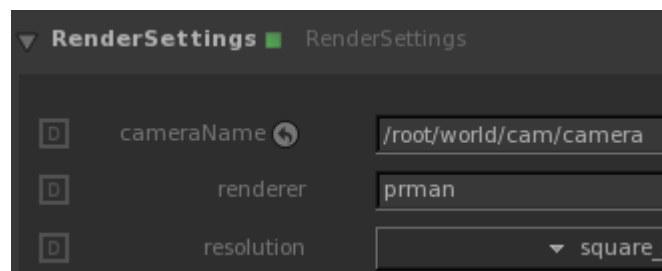 RenderSettings RenderSettings
D cameraName /root/world/cam/camera
D renderer prman
D resolution square_